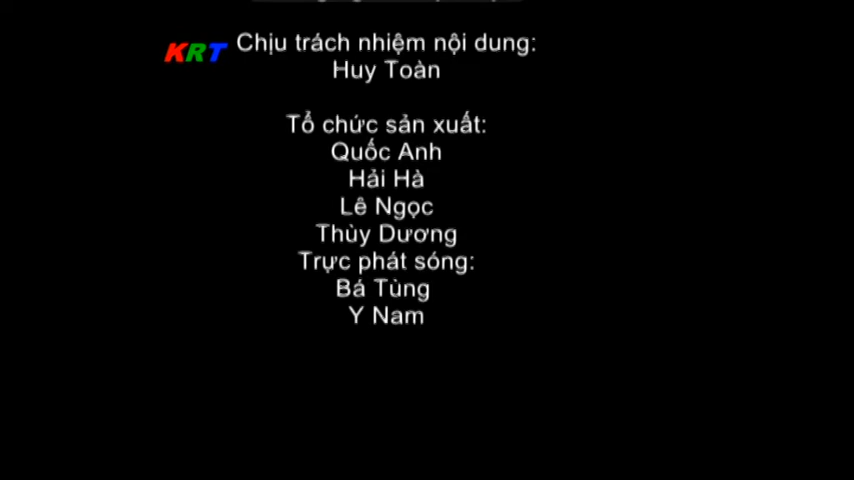 KRT
Chịu trách nhiệm nội dung:
Huy Toàn
Tổ chức sản xuất:
Quốc Anh
Hải Hà
Lê Ngọc
Thùy Dương
Trực phát sóng:
Bá Tùng
Y Nam